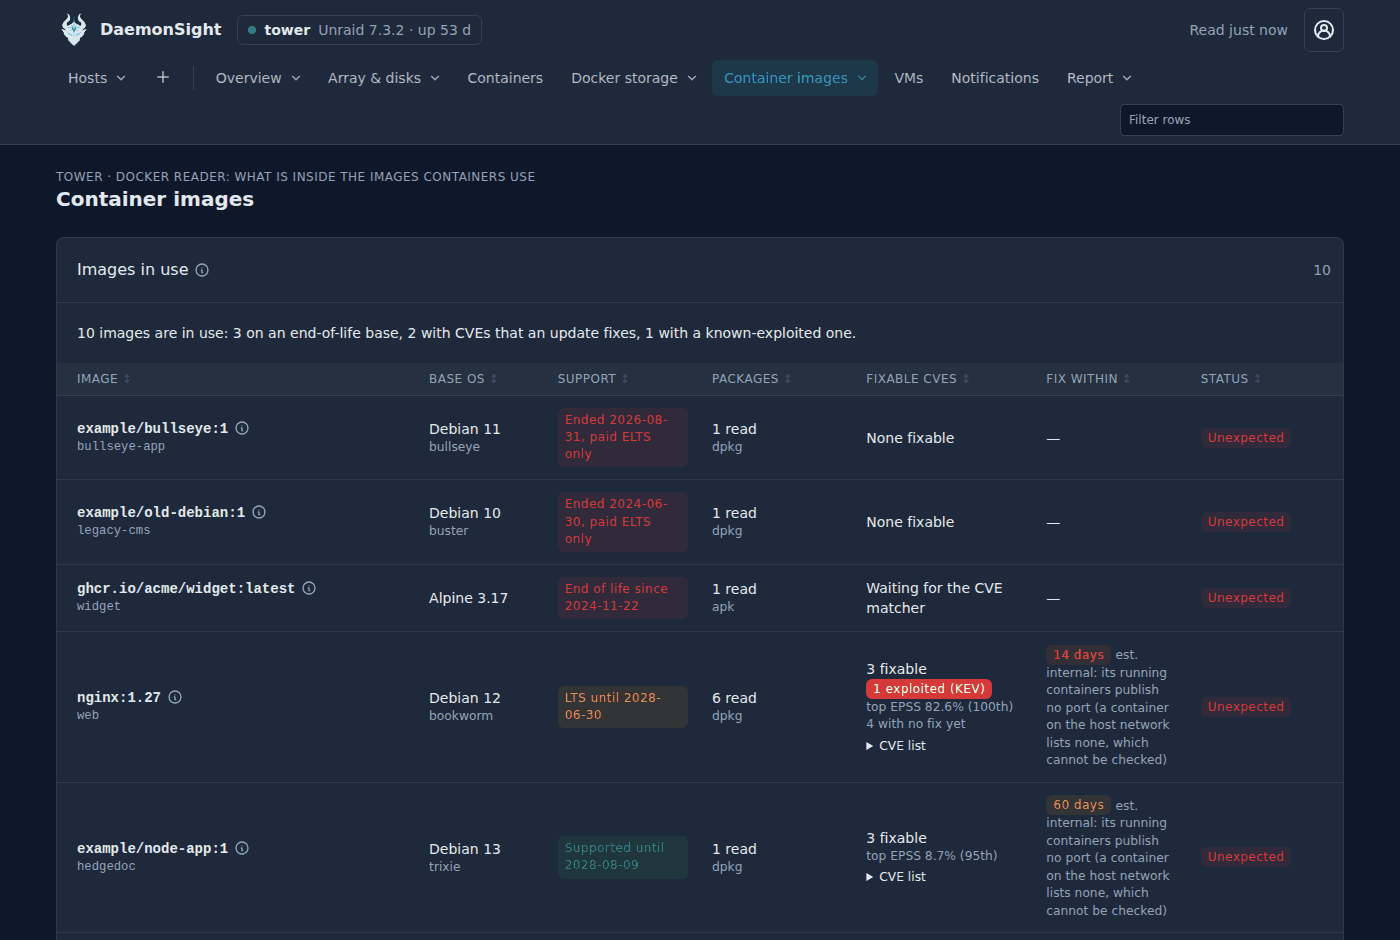 DaemonSight
tower Unraid 7.3.2 · up 53 d
Read just now
Hosts
Overview
Array & disks
Containers
Docker storage
Container images
VMs
Notifications
Report
Filter rows
TOWER · DOCKER READER: WHAT IS INSIDE THE IMAGES CONTAINERS USE
Container images
Images in use
10
10 images are in use: 3 on an end-of-life base, 2 with CVEs that an update fixes, 1 with a known-exploited one.
IMAGE BASE OS SUPPORT PACKAGES FIXABLE CVES FIX WITHIN STATUS
example/bullseye:1
bullseye-app
Debian 11
bullseye
Ended 2026-08-
31, paid ELTS
only
1 read
dpkg
None fixable
—
Unexpected
example/old-debian:1
legacy-cms
Debian 10
buster
Ended 2024-06-
30, paid ELTS
only
1 read
dpkg
None fixable
—
Unexpected
ghcr.io/acme/widget:latest
widget
Alpine 3.17
End of life since
2024-11-22
1 read
apk
Waiting for the CVE
matcher
—
Unexpected
nginx:1.27
web
Debian 12
bookworm
LTS until 2028-
06-30
6 read
dpkg
3 fixable
1 exploited (KEV)
top EPSS 82.6% (100th)
4 with no fix yet
CVE list
14 days est.
internal: its running
containers publish
no port (a container
on the host network
lists none, which
cannot be checked)
Unexpected
example/node-app:1
hedgedoc
Debian 13
trixie
Supported until
2028-08-09
1 read
dpkg
3 fixable
top EPSS 8.7% (95th)
CVE list
60 days est.
internal: its running
containers publish
no port (a container
on the host network
lists none, which
cannot be checked)
Unexpected